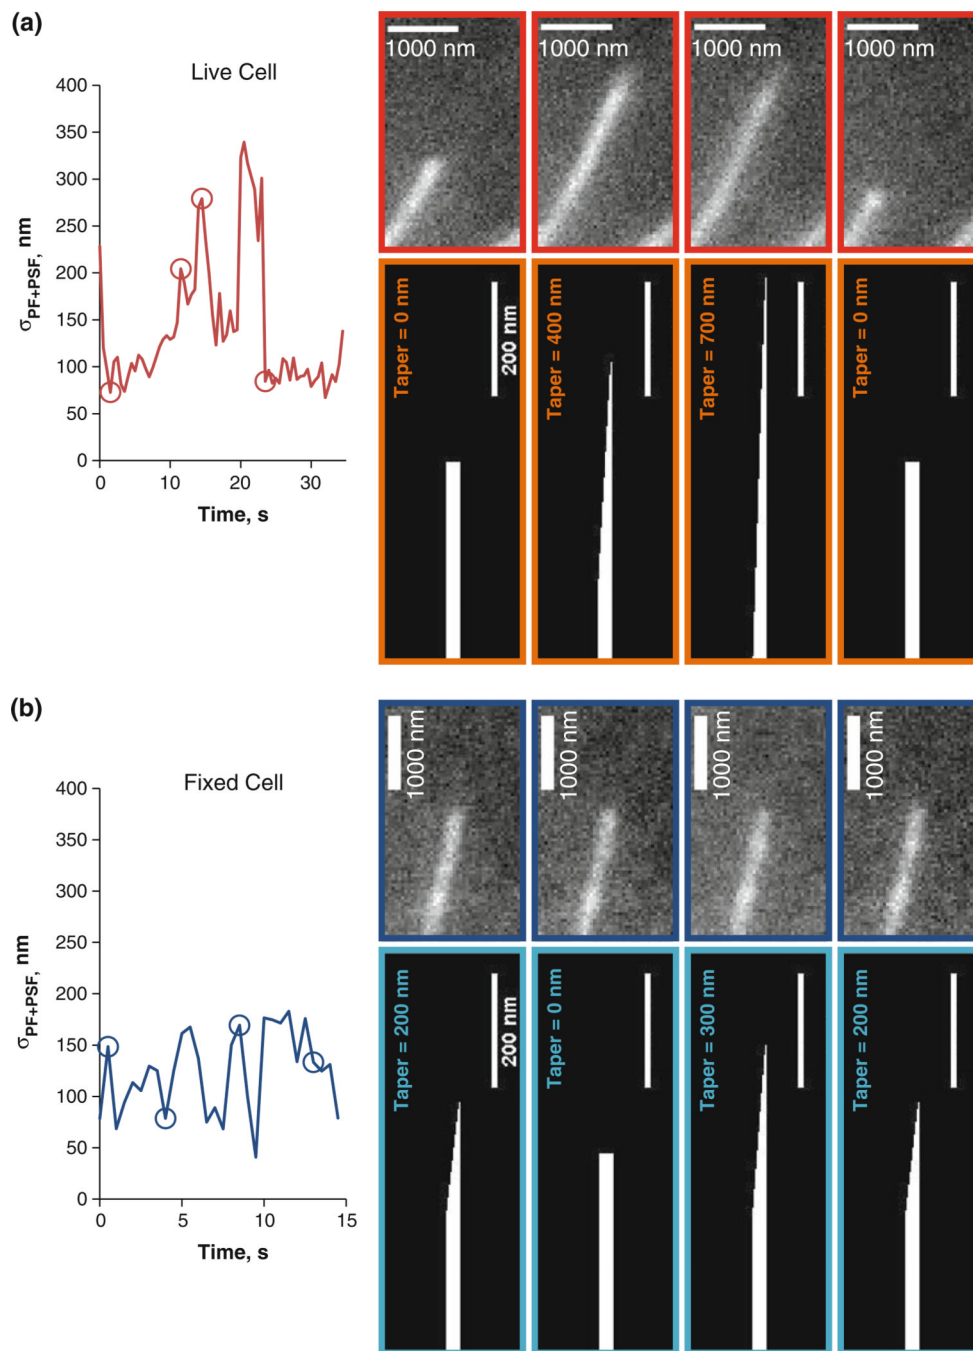 (a)
Live Cell
400
350
300
250
200
150
100
50
0
σPF+PSF, nm
0 10 20 30
Time, s
1000 nm
1000 nm
1000 nm
1000 nm
Taper = 0 nm
200 nm
Taper = 400 nm
Taper = 700 nm
Taper = 0 nm
(b)
Fixed Cell
400
350
300
250
200
150
100
50
0
σPF+PSF, nm
0 5 10 15
Time, s
1000 nm
1000 nm
1000 nm
1000 nm
Taper = 200 nm
200 nm
Taper = 0 nm
Taper = 300 nm
Taper = 200 nm